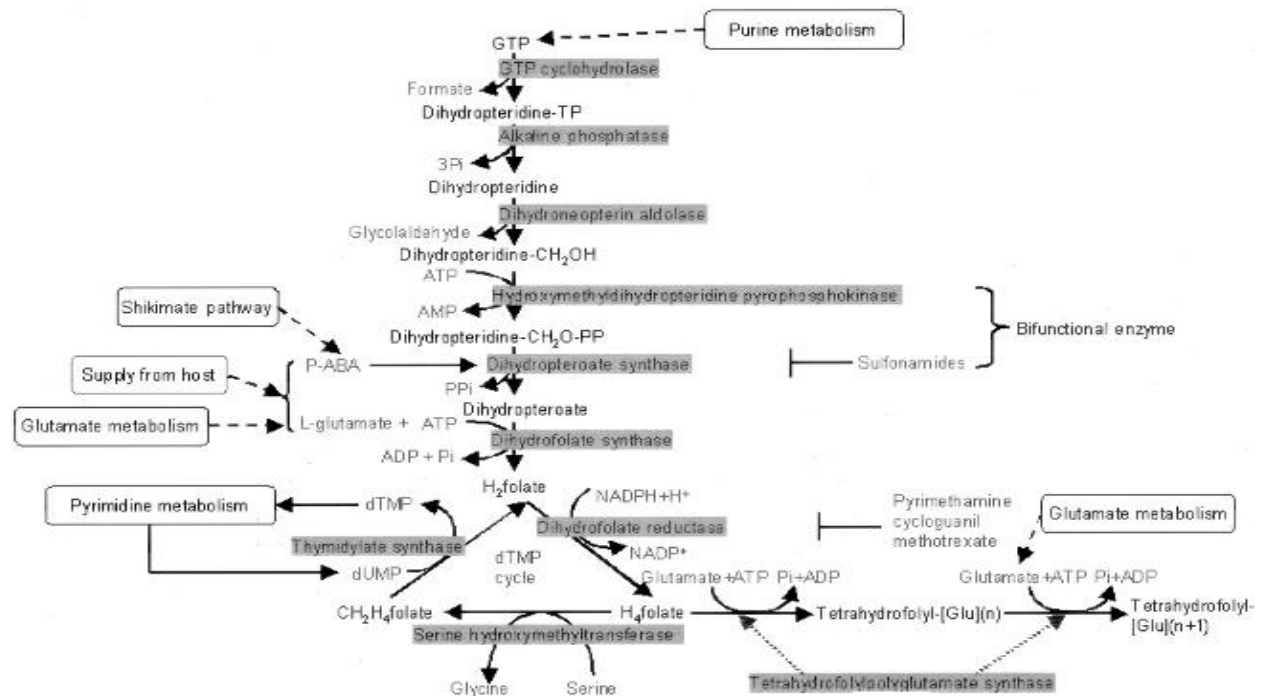 Purine metabolism
GTP
GTP cyclohydrolase
Formate
Dihydropteridine-TP
Alkaline phosphatase
3Pi
Dihydropteridine
Dihydroneopterin aldolase
Glycolaldehyde
Dihydropteridine-CH₂OH
ATP
Hydroxymethyldihydropteridine pyrophosphokinase
AMP
Shikimate pathway
Dihydropteridine-CH₂O-PP
Bifunctional enzyme
P-ABA
Dihydropteroate synthase
Sulfonamides
Supply from host
PPi
Dihydropteroate
Glutamate metabolism
L-glutamate + ATP
Dihydrofolate synthase
ADP + Pi
H₂folate
Pyrimidine metabolism
dTMP
NADPH+H⁺
Dihydrofolate reductase
Pyrimethamine
cycloguanil
methotrexate
Glutamate metabolism
Thymidylate synthase
NADP⁺
dUMP
dTMP
cycle
Glutamate+ATP Pi+ADP
Glutamate+ATP Pi+ADP
CH₂H₄folate
H₄folate
Tetrahydrofolyl-[Glu](n)
Tetrahydrofolyl-
[Glu](n+1)
Serine hydroxymethyltransferase
Glycine
Serine
Tetrahydrofolylpolyglutamate synthase